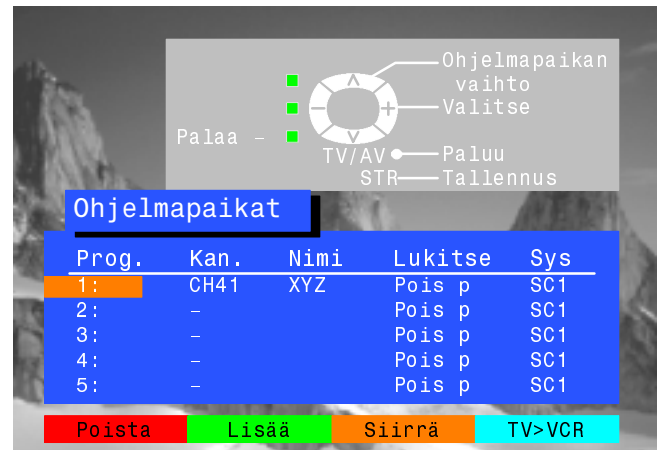 Ohjelmapaikan
vaihto
Valitse
Palaa –
TV/AV Paluu
STR Tallennus
Ohjelmapaikat
Prog. Kan. Nimi Lukitse Sys
1: CH41 XYZ Pois p SC1
2: – Pois p SC1
3: – Pois p SC1
4: – Pois p SC1
5: – Pois p SC1
Poista Lisää Siirrä TV>VCR